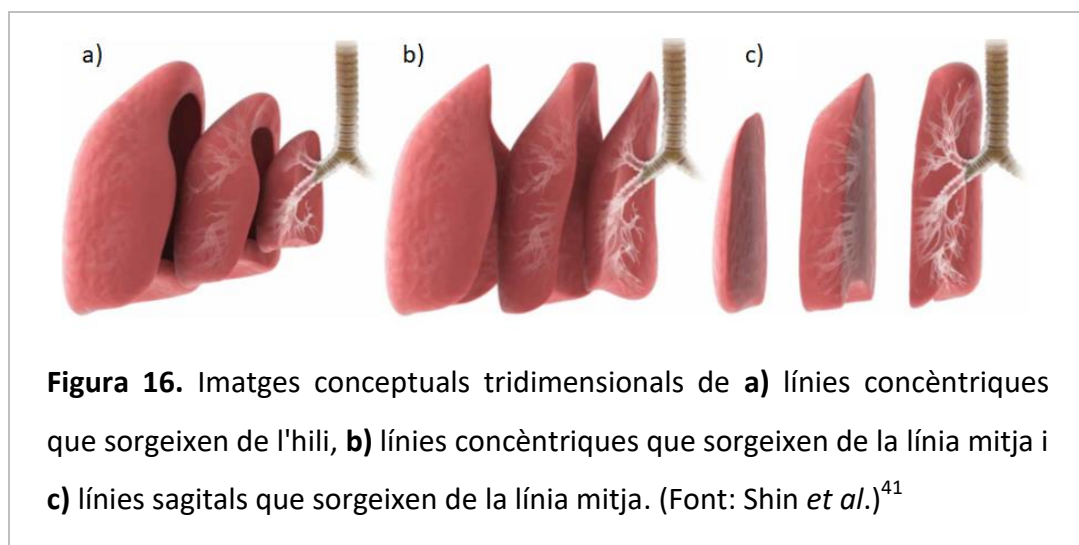 a) b) c)
Figura 16. Imatges conceptuals tridimensionals de a) línies concèntriques
que sorgeixen de l'hili, b) línies concèntriques que sorgeixen de la línia mitja i
c) línies sagitals que sorgeixen de la línia mitja. (Font: Shin et al.)41